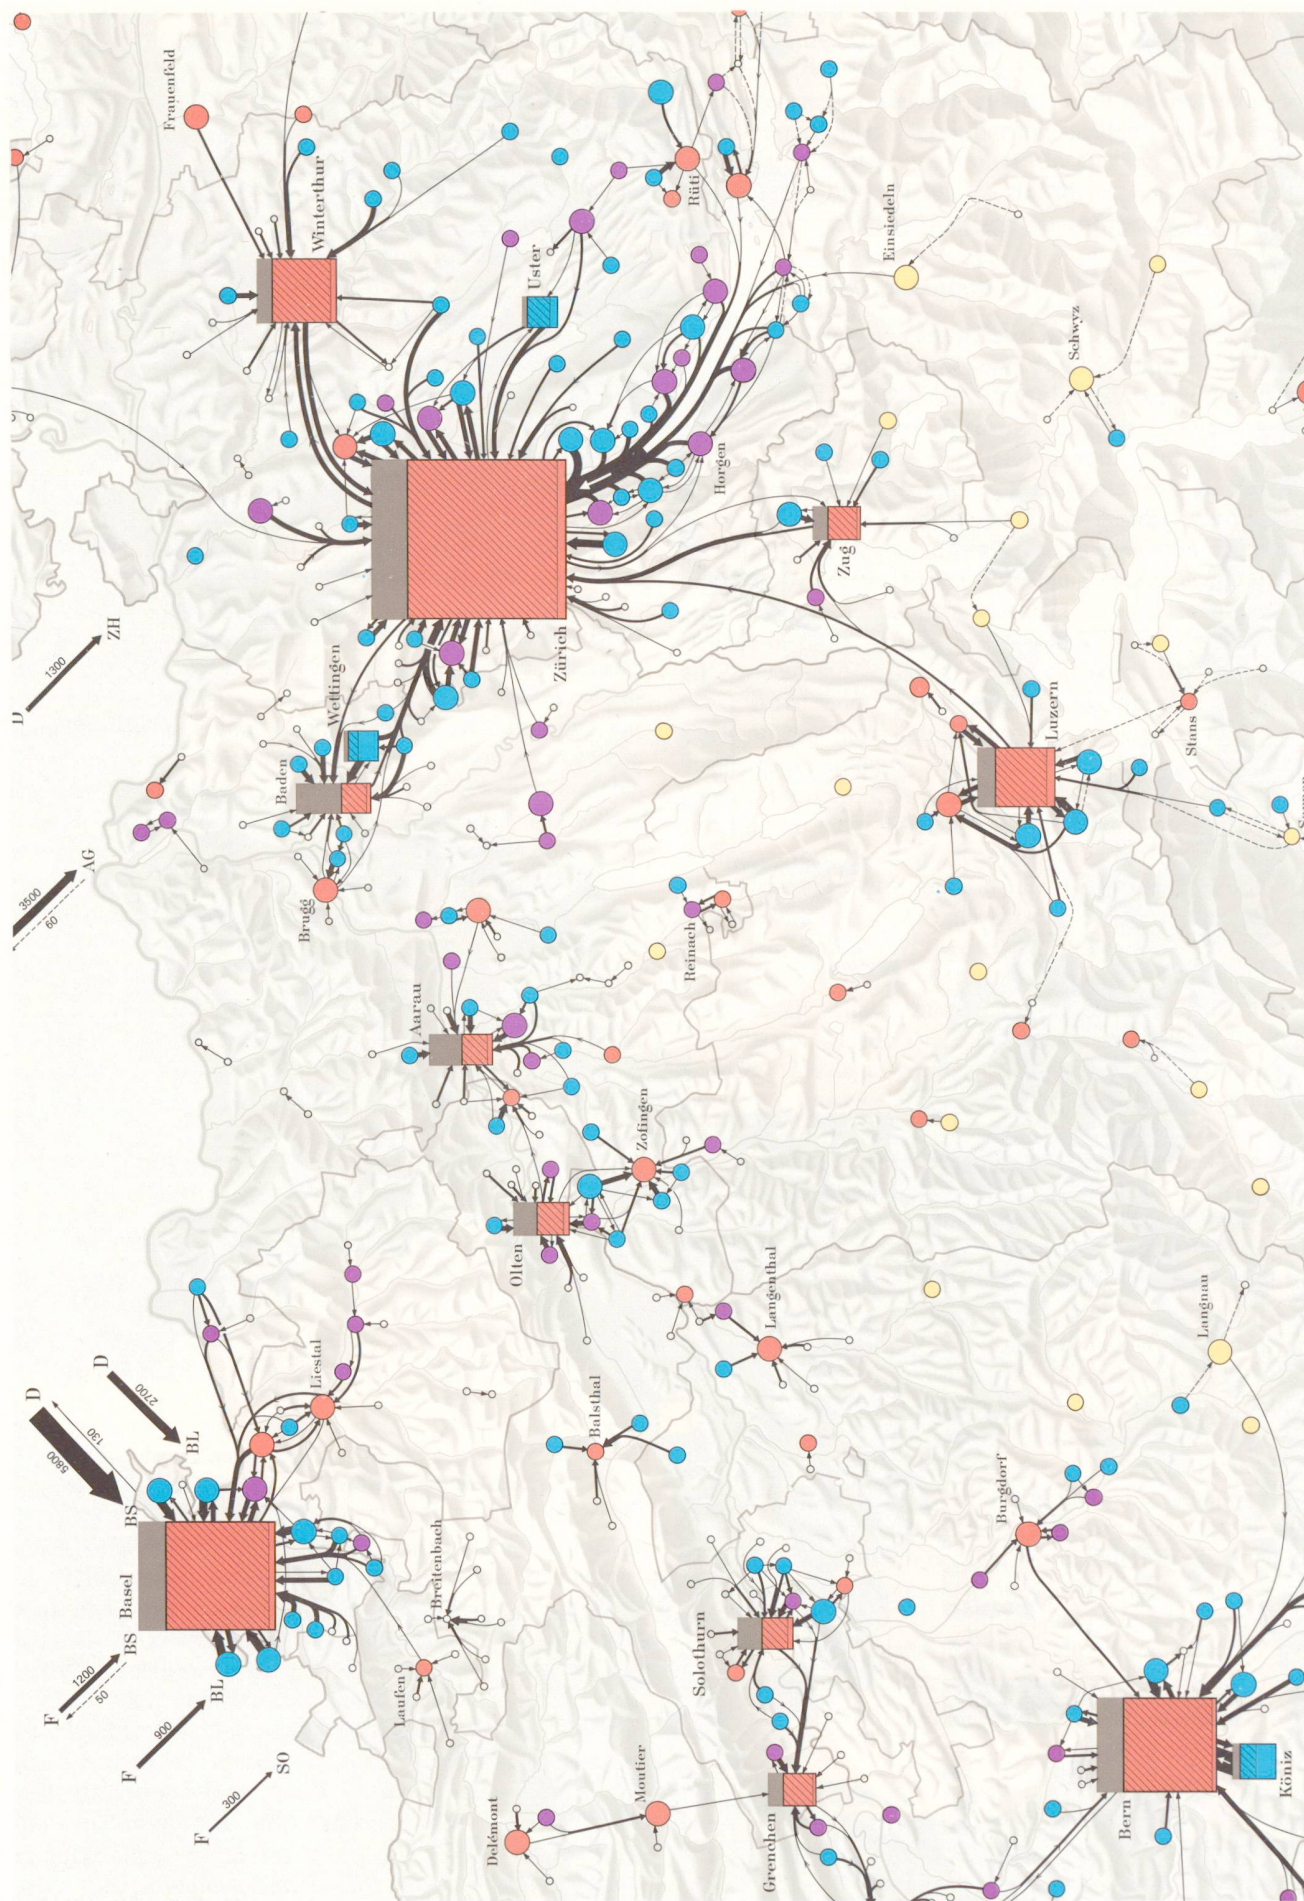 Frauenfeld
Winterthur
Uster
Rüti
Einsiedeln
Schwyz
Horgen
Zug
Zürich
ZH
1300
D
Wettingen
Baden
Luzern
Stans
AG
3500
60
Brugg
Reinach
Aarau
Zofingen
Olten
Langenthal
Langnau
Liestal
D
D
130
5800
2700
BL
BS
Balsthal
Burgdorf
Basel
BS
Breitenbach
Solothurn
1200
50
F
BL
900
F
Laufen
SO
300
F
Moutier
Delémont
Grenchen
Bern
Köniz